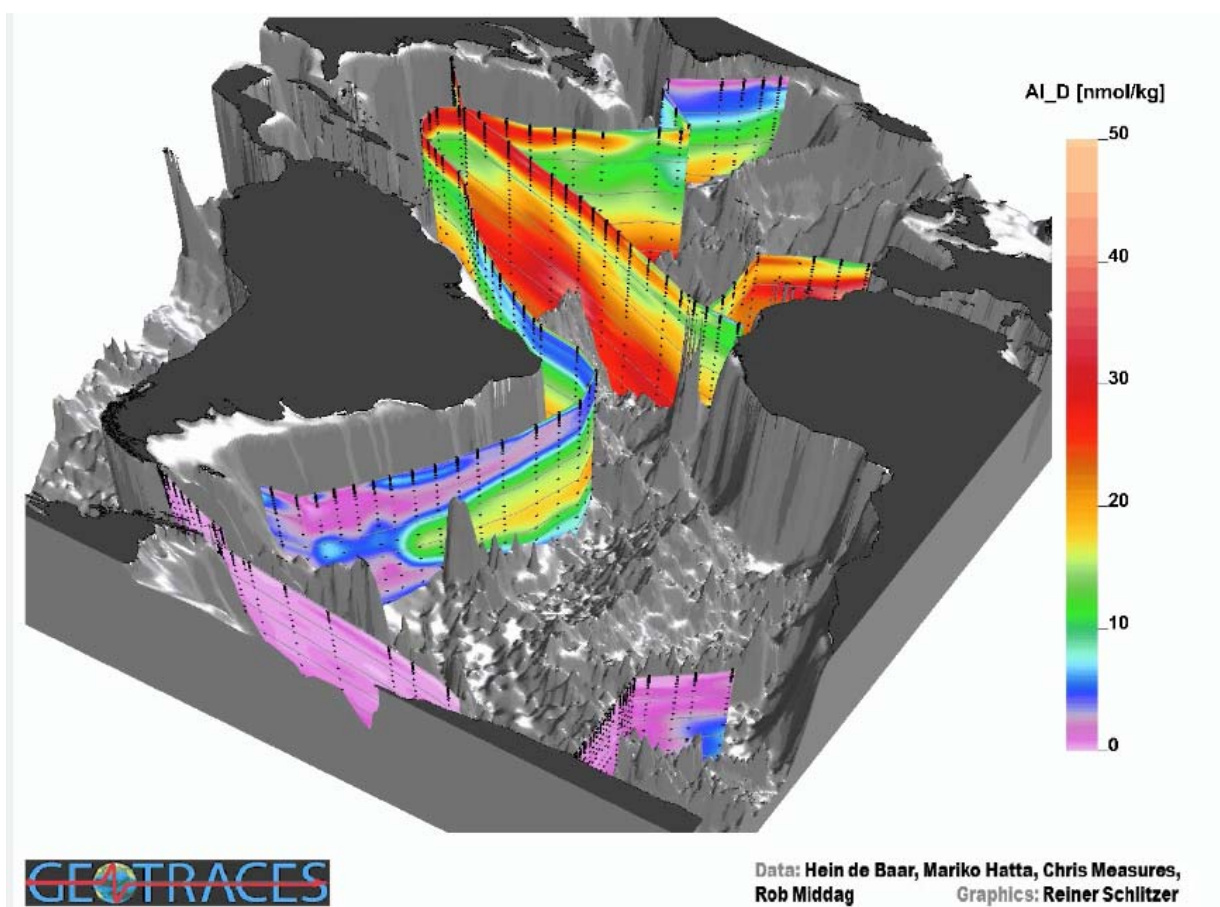 Al_D [nmol/kg]
50
40
30
20
10
0
GEOTRACES
Data: Hein de Baar, Mariko Hatta, Chris Measures,
Rob Middag Graphics: Reiner Schlitzer